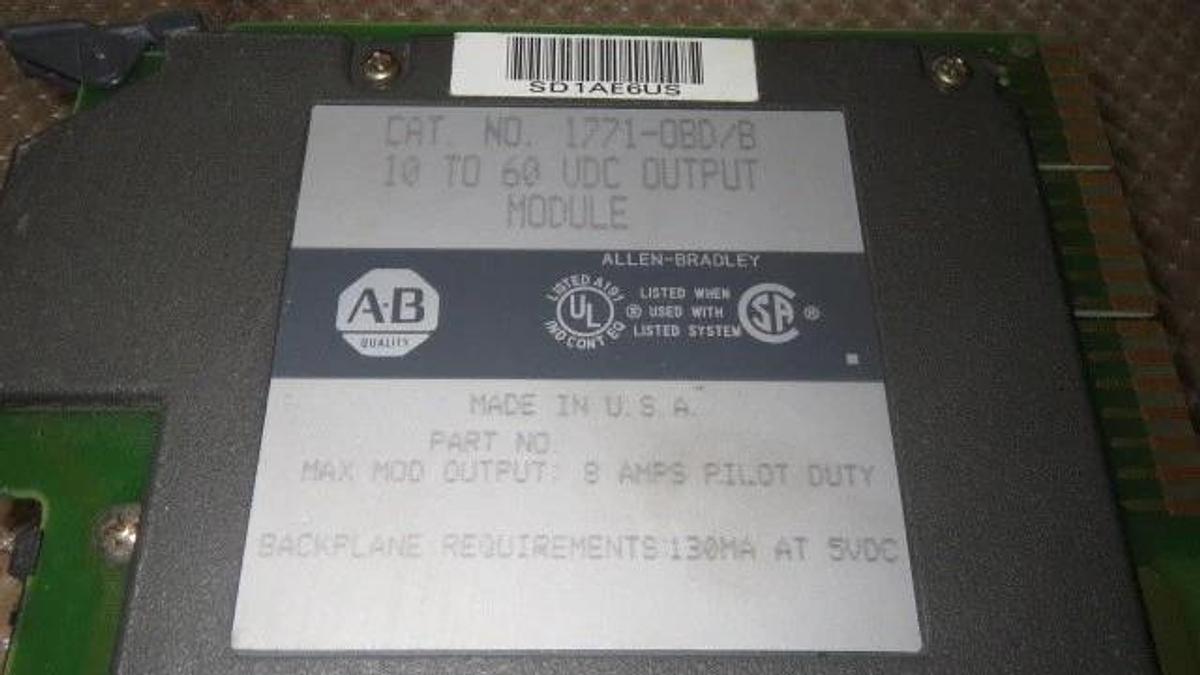 SD1AE6US
CAT. NO. 1771-OBD/B
10 TO 60 VDC OUTPUT
MODULE
ALLEN-BRADLEY
A·B
QUALITY
LISTED A191
UL
IND CONT EQ
®
LISTED WHEN
USED WITH
LISTED SYSTEM
SA
®
MADE IN U.S.A.
PART NO.
MAX MOD OUTPUT: 8 AMPS PILOT DUTY
BACKPLANE REQUIREMENTS:130MA AT 5VDC